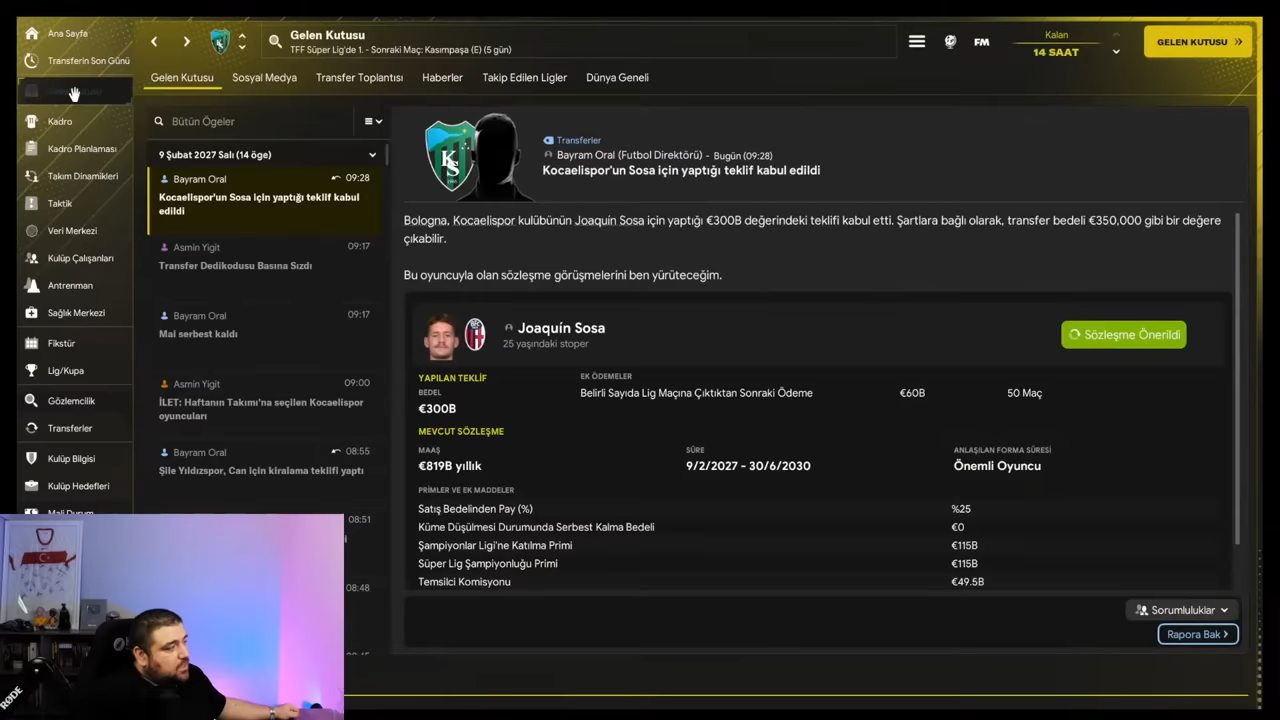 Ana Sayfa
Transferin Son Günü
Kadro
Kadro Planlaması
Takım Dinamikleri
Taktik
Veri Merkezi
Kulüp Çalışanları
Antrenman
Sağlık Merkezi
Fikstür
Lig/Kupa
Gözlemcilik
Transferler
Kulüp Bilgisi
Kulüp Hedefleri
Mali Durum
Gelen Kutusu
TFF Süper Lig'de 1. - Sonraki Maç: Kasımpaşa (E) (5 gün)
FM
Kalan
14 SAAT
GELEN KUTUSU
Gelen Kutusu
Sosyal Medya
Transfer Toplantısı
Haberler
Takip Edilen Ligler
Dünya Geneli
Bütün Ögeler
9 Şubat 2027 Salı (14 öge)
Bayram Oral
09:28
Kocaelispor'un Sosa için yaptığı teklif kabul
edildi
Asmin Yigit
09:17
Transfer Dedikodusu Basına Sızdı
Bayram Oral
09:17
Mal serbest kaldı
Asmin Yigit
09:00
İLET: Haftanın Takımı'na seçilen Kocaelispor
oyuncuları
Bayram Oral
08:55
Şile Yıldızspor, Can için kiralama teklifi yaptı
08:51
08:48
Transferler
Bayram Oral (Futbol Direktörü) - Bugün (09:28)
Kocaelispor'un Sosa için yaptığı teklif kabul edildi
Bologna, Kocaelispor kulübünün Joaquín Sosa için yaptığı €300B değerindeki teklifi kabul etti. Şartlara bağlı olarak, transfer bedeli €350,000 gibi bir değere
çıkabilir.
Bu oyuncuyla olan sözleşme görüşmelerini ben yürüteceğim.
Joaquín Sosa
25 yaşındaki stoper
Sözleşme Önerildi
YAPILAN TEKLİF
BEDEL
€300B
EK ÖDEMELER
Belirli Sayıda Lig Maçına Çıktıktan Sonraki Ödeme
€60B
50 Maç
MEVCUT SÖZLEŞME
MAAŞ
€819B yıllık
SÜRE
9/2/2027 - 30/6/2030
ANLAŞILAN FORMA SÜRESİ
Önemli Oyuncu
PRİMLER VE EK MADDELER
Satış Bedelinden Pay (%)
%25
Küme Düşülmesi Durumunda Serbest Kalma Bedeli
€0
Şampiyonlar Ligi'ne Katılma Primi
€115B
Süper Lig Şampiyonluğu Primi
€115B
Temsilci Komisyonu
€49.5B
Sorumluluklar
Rapora Bak
RØDE